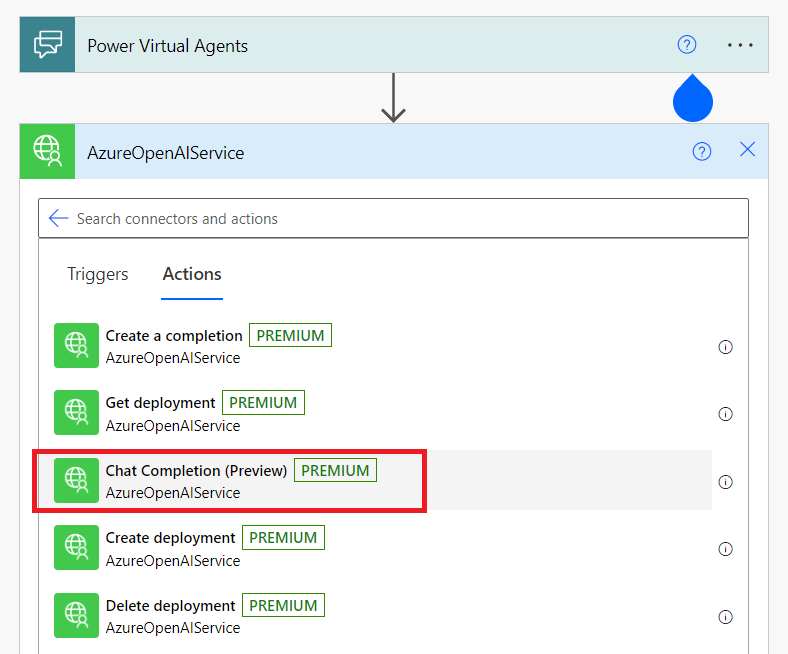 Power Virtual Agents
AzureOpenAIService
Search connectors and actions
Triggers Actions
Create a completion PREMIUM
AzureOpenAIService
Get deployment PREMIUM
AzureOpenAIService
Chat Completion (Preview) PREMIUM
AzureOpenAIService
Create deployment PREMIUM
AzureOpenAIService
Delete deployment PREMIUM
AzureOpenAIService